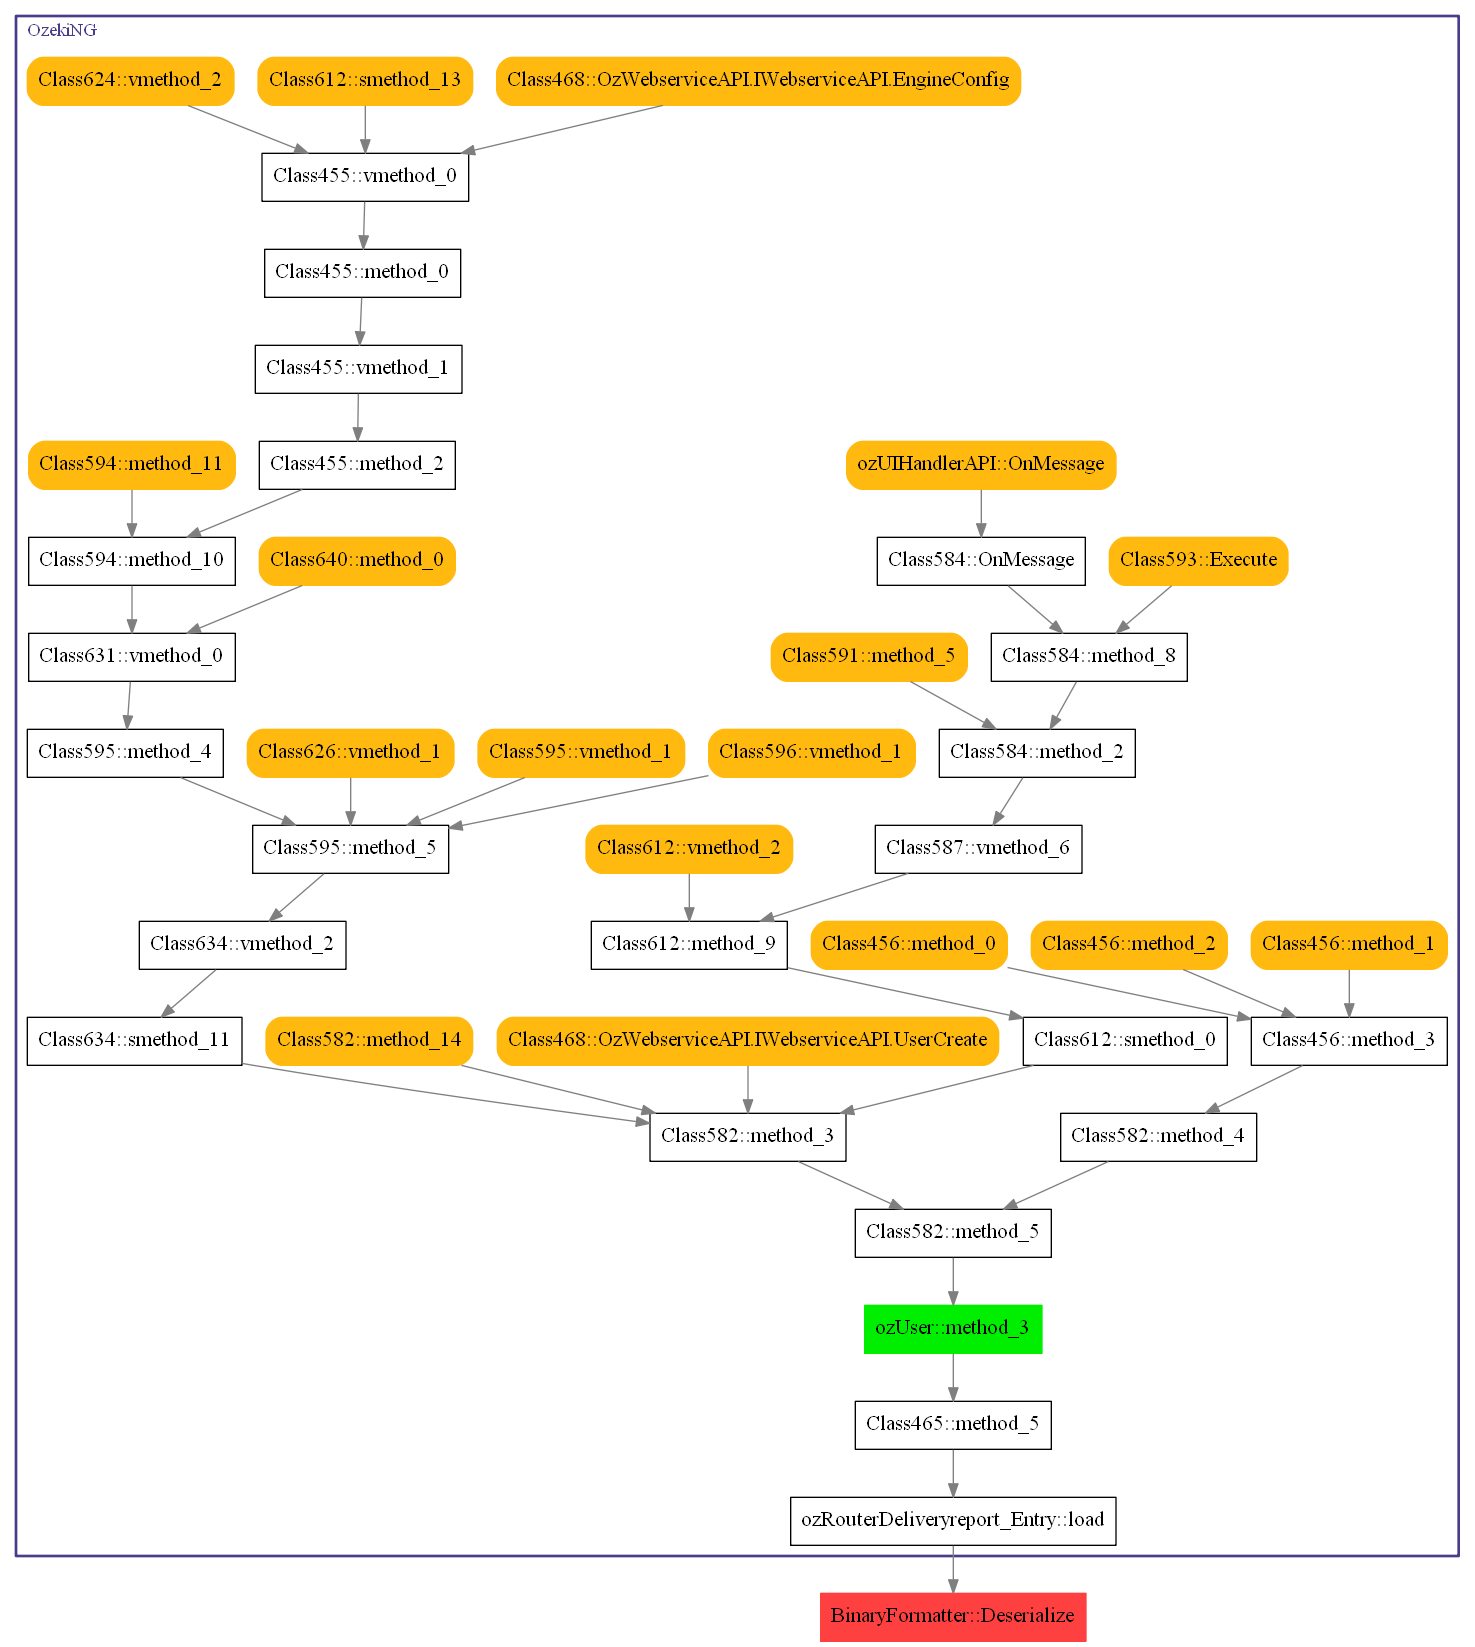 OzekiNG
Class624::vmethod_2
Class612::smethod_13
Class468::OzWebserviceAPI.IWebserviceAPI.EngineConfig
Class455::vmethod_0
Class455::method_0
Class455::vmethod_1
Class594::method_11
Class455::method_2
ozUIHandlerAPI::OnMessage
Class594::method_10
Class640::method_0
Class584::OnMessage
Class593::Execute
Class631::vmethod_0
Class591::method_5
Class584::method_8
Class595::method_4
Class626::vmethod_1
Class595::vmethod_1
Class596::vmethod_1
Class584::method_2
Class595::method_5
Class612::vmethod_2
Class587::vmethod_6
Class634::vmethod_2
Class612::method_9
Class456::method_0
Class456::method_2
Class456::method_1
Class634::smethod_11
Class582::method_14
Class468::OzWebserviceAPI.IWebserviceAPI.UserCreate
Class612::smethod_0
Class456::method_3
Class582::method_3
Class582::method_4
Class582::method_5
ozUser::method_3
Class465::method_5
ozRouterDeliveryreport_Entry::load
BinaryFormatter::Deserialize